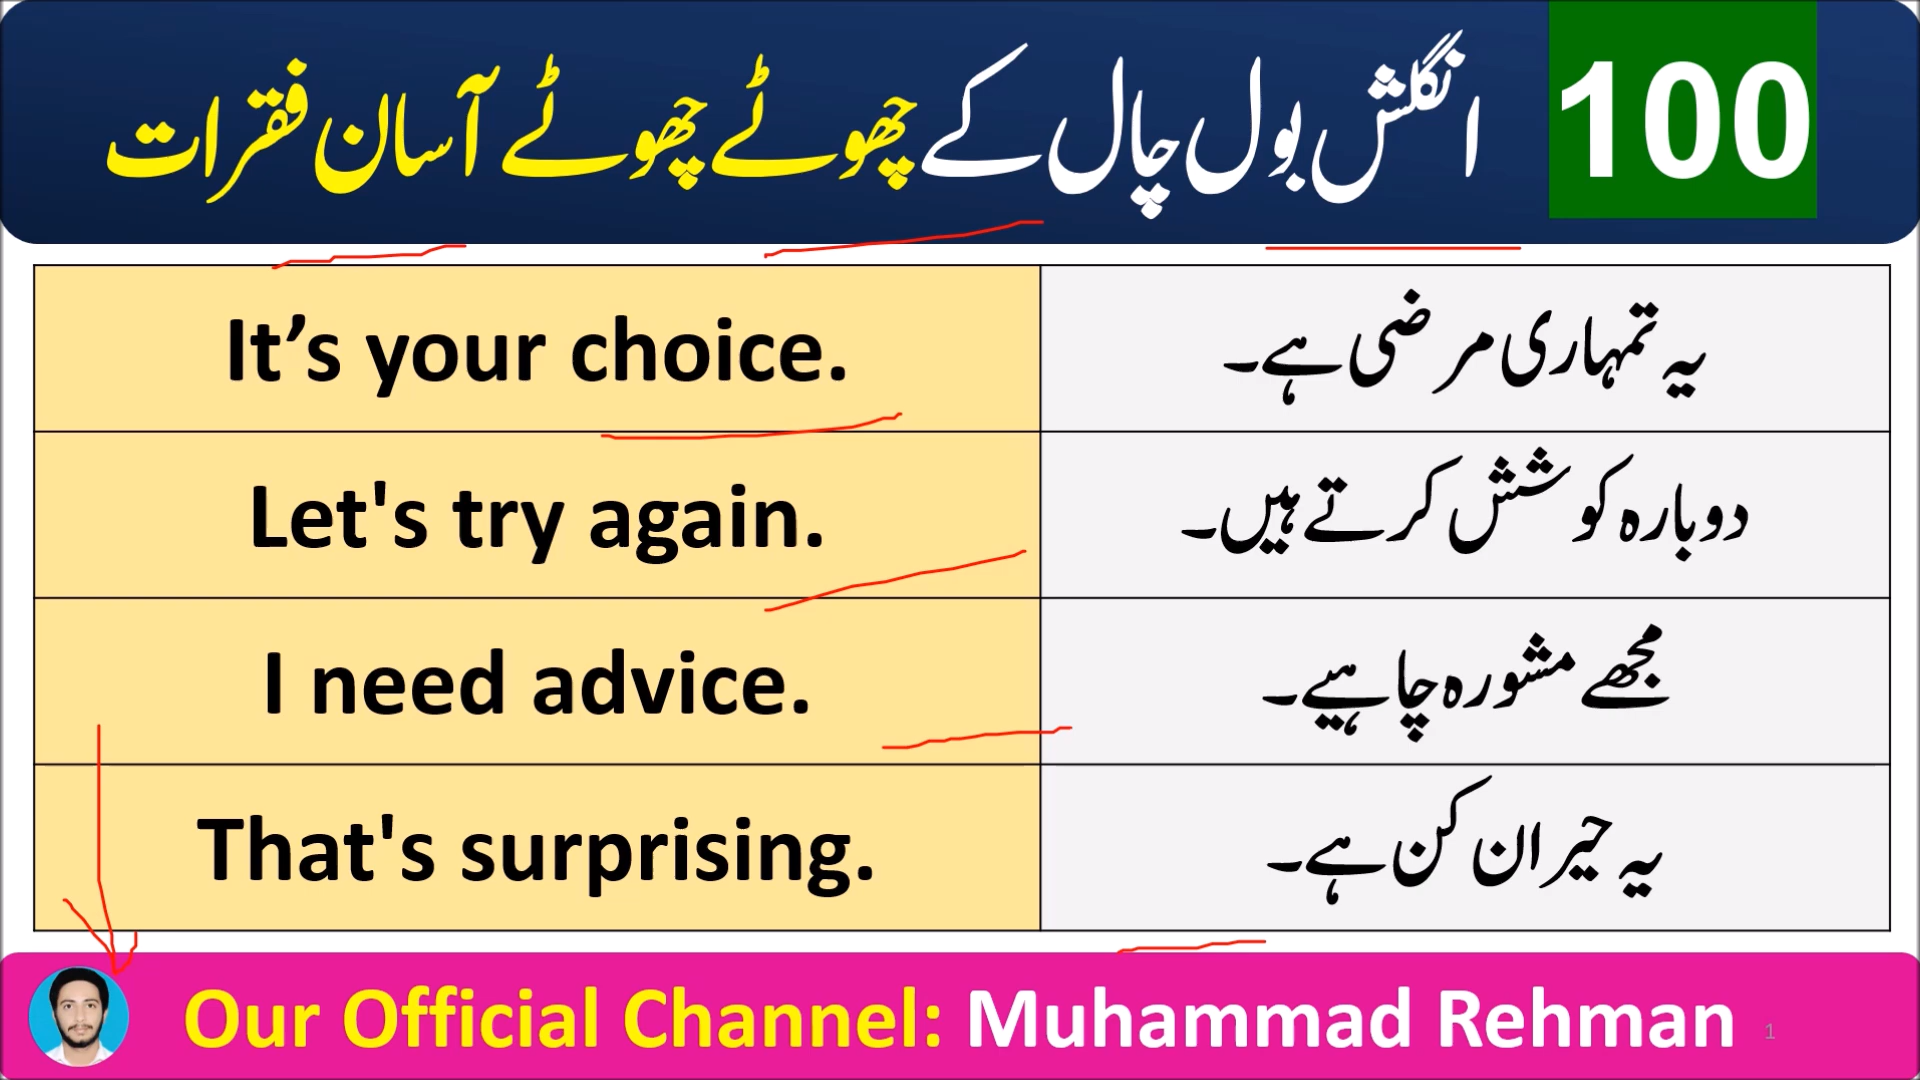 100 انگلش بول چال کے چھوٹے چھوٹے آسان فقرات
It’s your choice.
یہ تمہاری مرضی ہے۔
Let's try again.
دوبارہ کوشش کرتے ہیں۔
I need advice.
مجھے مشورہ چاہیے۔
That's surprising.
یہ حیران کن ہے۔
Our Official Channel: Muhammad Rehman
1